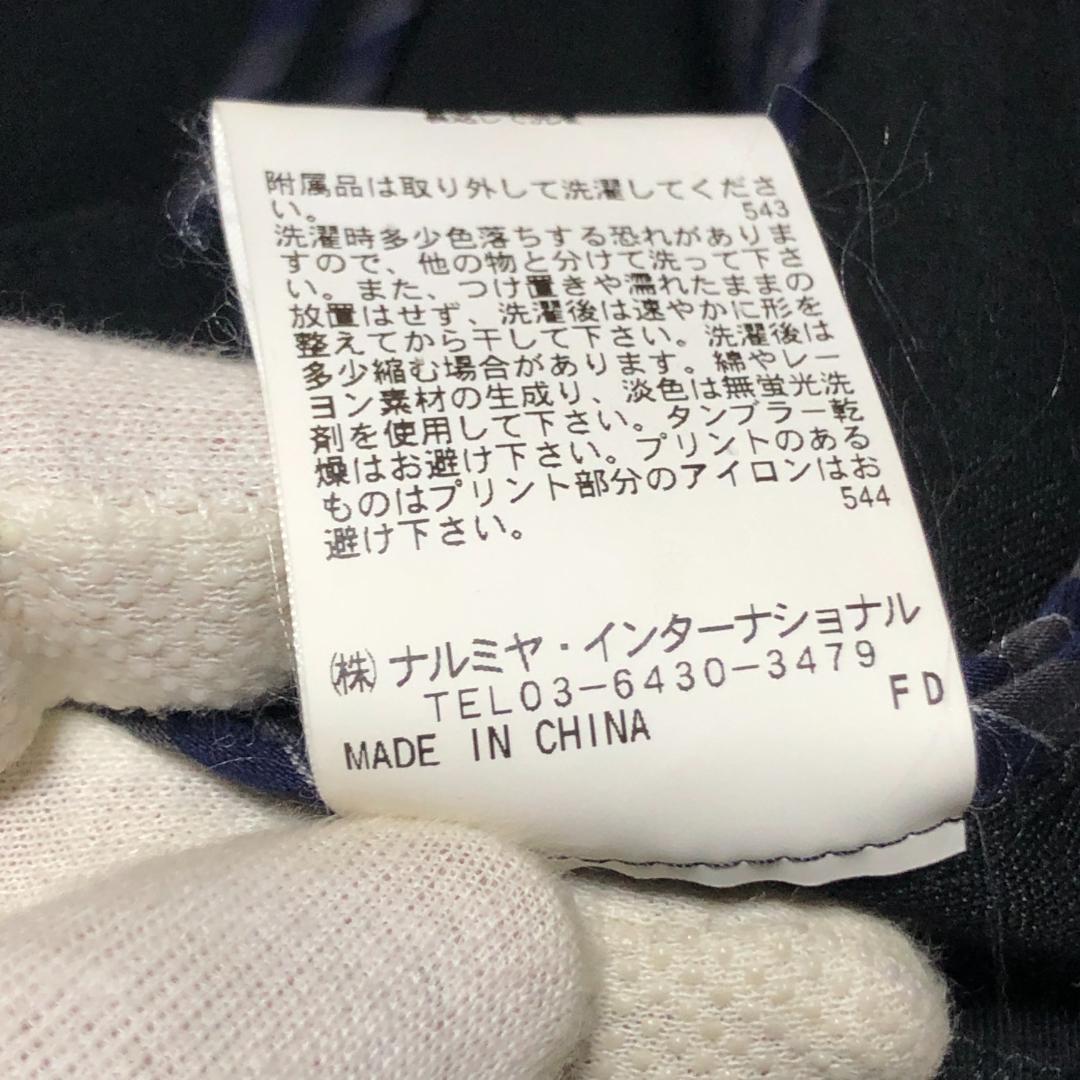 附属品は取り外して洗濯してくださ
い。
543
洗濯時多少色落ちする恐れがありま
すので、他の物と分けて洗って下さ
い。また、つけ置きや濡れたままの
放置はせず、洗濯後は速やかに形を
整えてから干して下さい。洗濯後は
多少縮む場合があります。綿やレー
ヨン素材の生成り、淡色は無蛍光洗
剤を使用して下さい。タンブラー乾
燥はお避け下さい。プリントのある
ものはプリント部分のアイロンはお
避け下さい。
544
㈱ナルミヤ・インターナショナル
TEL03-6430-3479
FD
MADE IN CHINA